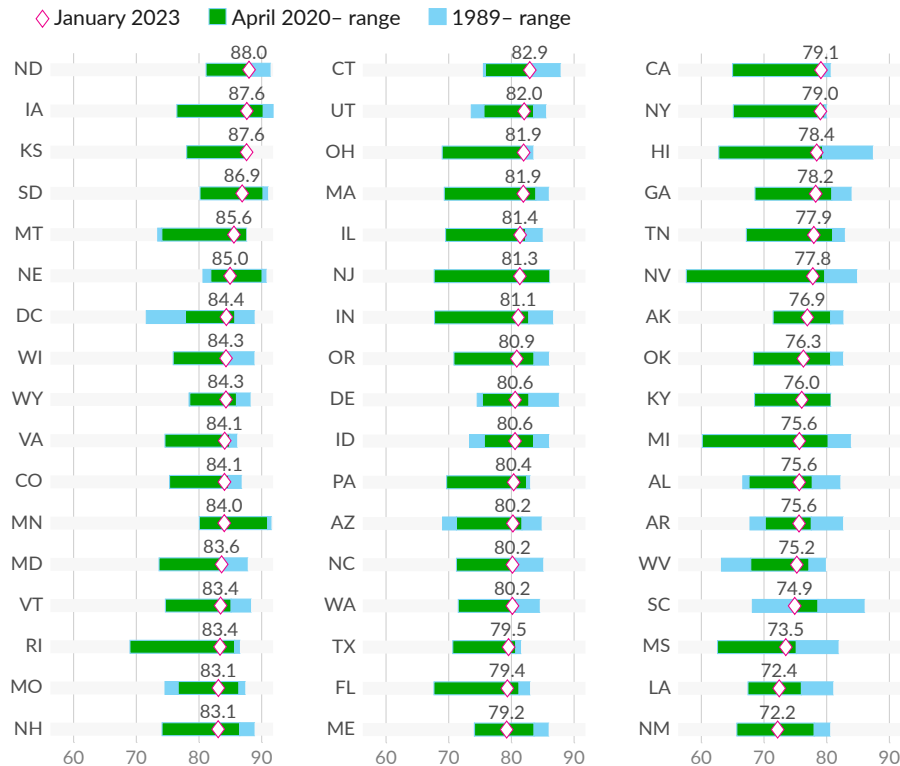 January 2023 April 2020– range 1989– range
ND 88.0
IA 87.6
KS 87.6
SD 86.9
MT 85.6
NE 85.0
DC 84.4
WI 84.3
WY 84.3
VA 84.1
CO 84.1
MN 84.0
MD 83.6
VT 83.4
RI 83.4
MO 83.1
NH 83.1
60 70 80 90
CT 82.9
UT 82.0
OH 81.9
MA 81.9
IL 81.4
NJ 81.3
IN 81.1
OR 80.9
DE 80.6
ID 80.6
PA 80.4
AZ 80.2
NC 80.2
WA 80.2
TX 79.5
FL 79.4
ME 79.2
60 70 80 90
CA 79.1
NY 79.0
HI 78.4
GA 78.2
TN 77.9
NV 77.8
AK 76.9
OK 76.3
KY 76.0
MI 75.6
AL 75.6
AR 75.6
WV 75.2
SC 74.9
MS 73.5
LA 72.4
NM 72.2
60 70 80 90